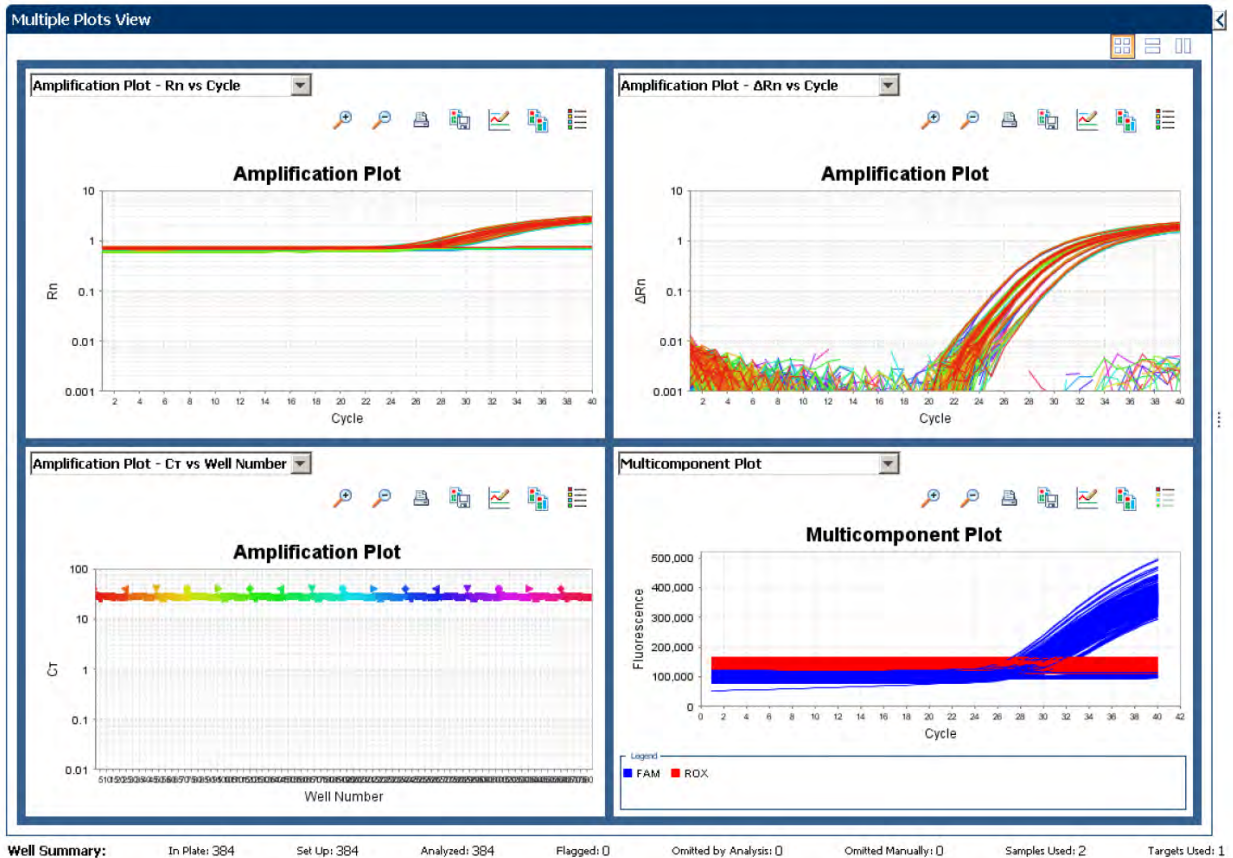 Multiple Plots View
Amplification Plot - Rn vs Cycle
Amplification Plot
10
1
0.1
0.01
0.001
Rn
2 4 6 8 10 12 14 16 18 20 22 24 26 28 30 32 34 36 38 40
Cycle
Amplification Plot - ΔRn vs Cycle
Amplification Plot
10
1
0.1
0.01
0.001
ΔRn
2 4 6 8 10 12 14 16 18 20 22 24 26 28 30 32 34 36 38 40
Cycle
Amplification Plot - Cт vs Well Number
Amplification Plot
100
10
1
0.1
0.01
Cт
Well Number
Multicomponent Plot
Multicomponent Plot
500,000
400,000
300,000
200,000
100,000
0
Fluorescence
0 2 4 6 8 10 12 14 16 18 20 22 24 26 28 30 32 34 36 38 40 42
Cycle
Legend
FAM ROX
Well Summary: In Plate: 384 Set Up: 384 Analyzed: 384 Flagged: 0 Omitted by Analysis: 0 Omitted Manually: 0 Samples Used: 2 Targets Used: 1